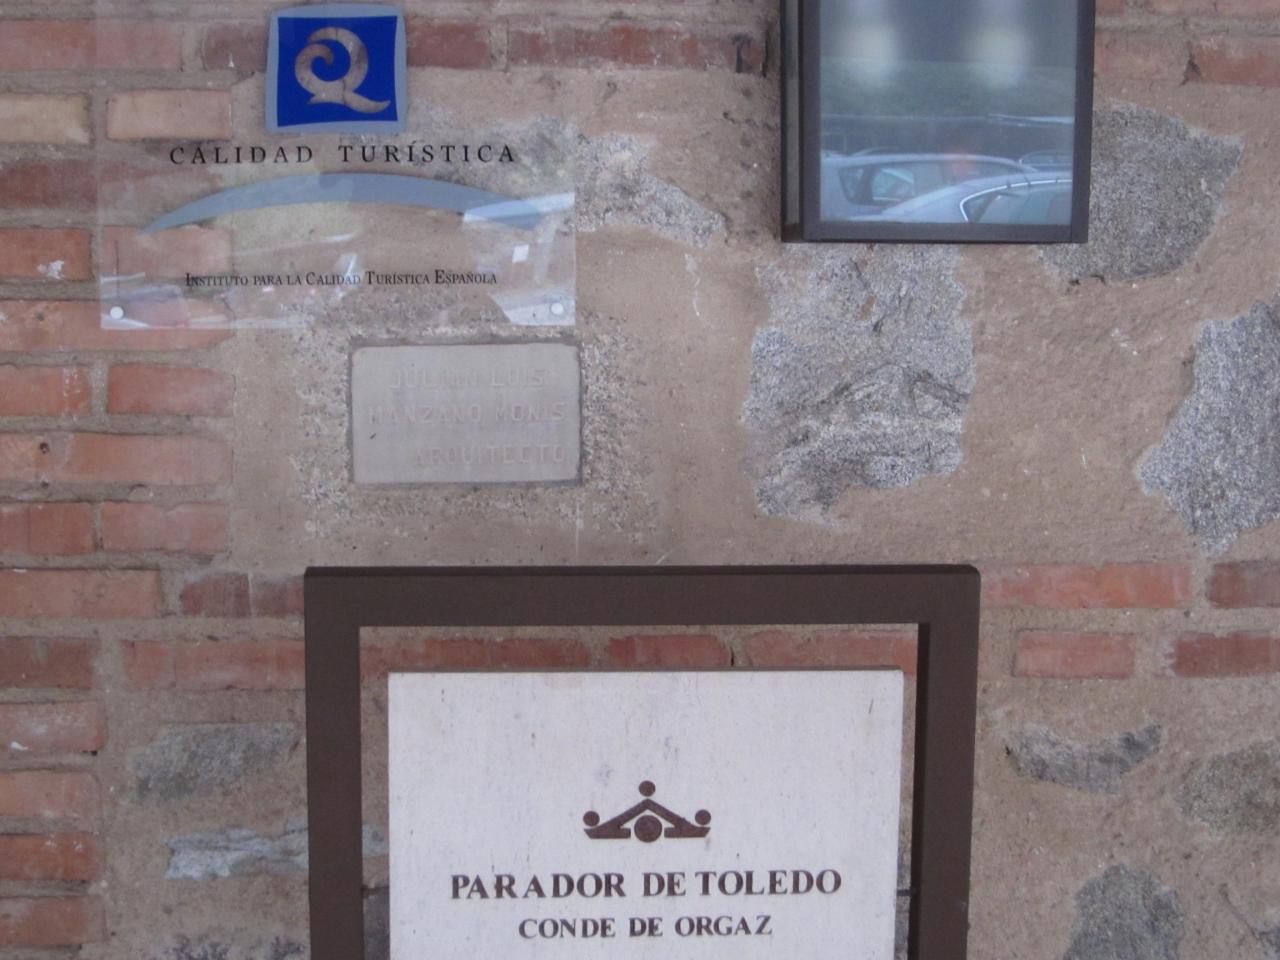 Q
CALIDAD TURÍSTICA
INSTITUTO PARA LA CALIDAD TURÍSTICA ESPAÑOLA
JULIAN LUIS
MANZANO MONIS
ARQUITECTO
PARADOR DE TOLEDO
CONDE DE ORGAZ